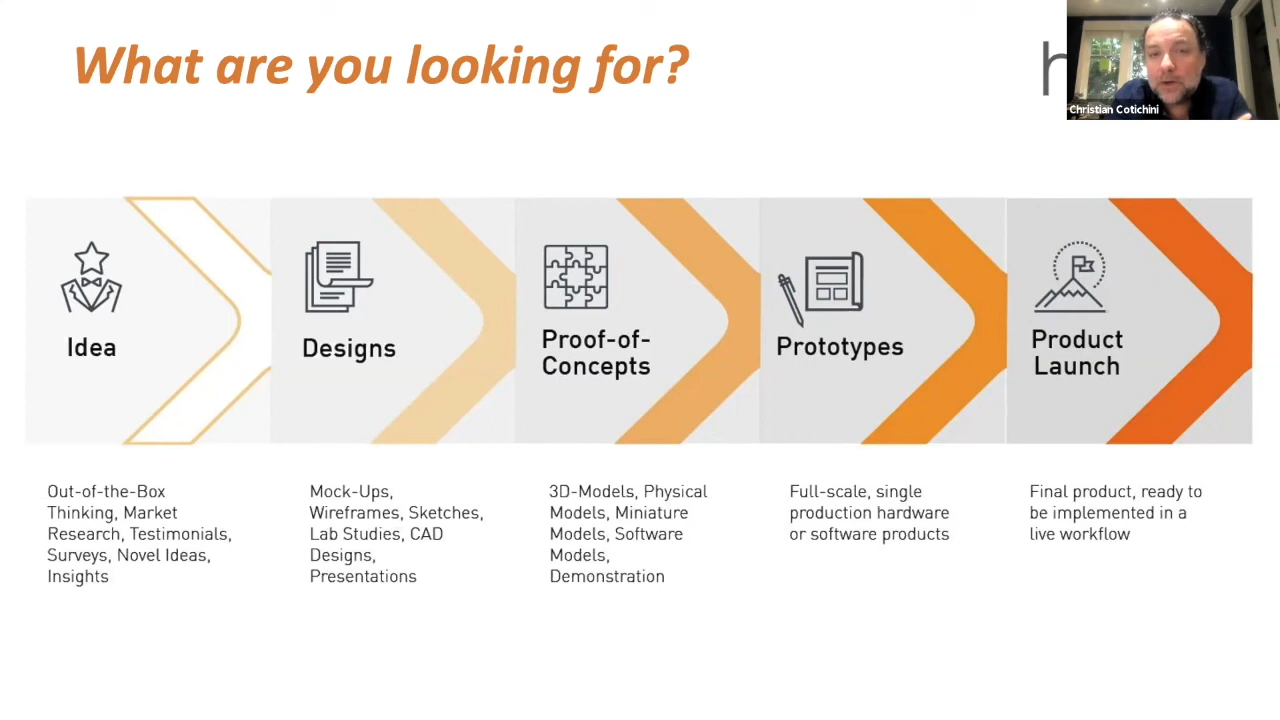 What are you looking for?
h
Christian Cotichini
Idea
Designs
Proof-of-
Concepts
Prototypes
Product
Launch
Out-of-the-Box
Thinking, Market
Research, Testimonials,
Surveys, Novel Ideas,
Insights
Mock-Ups,
Wireframes, Sketches,
Lab Studies, CAD
Designs,
Presentations
3D-Models, Physical
Models, Miniature
Models, Software
Models,
Demonstration
Full-scale, single
production hardware
or software products
Final product, ready to
be implemented in a
live workflow